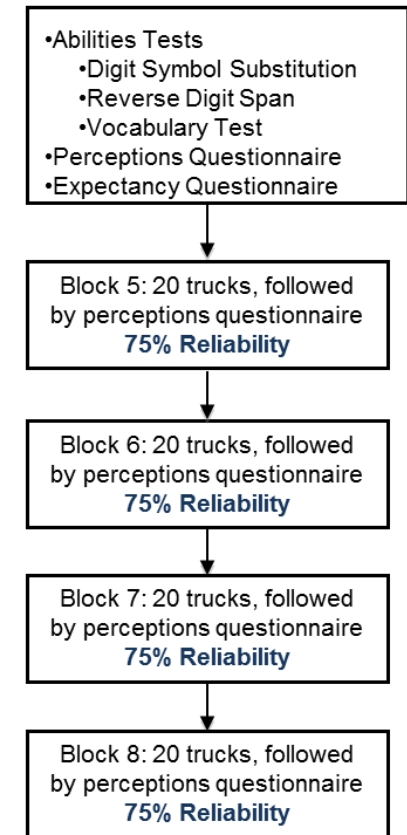 •Abilities Tests
•Digit Symbol Substitution
•Reverse Digit Span
•Vocabulary Test
•Perceptions Questionnaire
•Expectancy Questionnaire
Block 5: 20 trucks, followed
by perceptions questionnaire
75% Reliability
Block 6: 20 trucks, followed
by perceptions questionnaire
75% Reliability
Block 7: 20 trucks, followed
by perceptions questionnaire
75% Reliability
Block 8: 20 trucks, followed
by perceptions questionnaire
75% Reliability